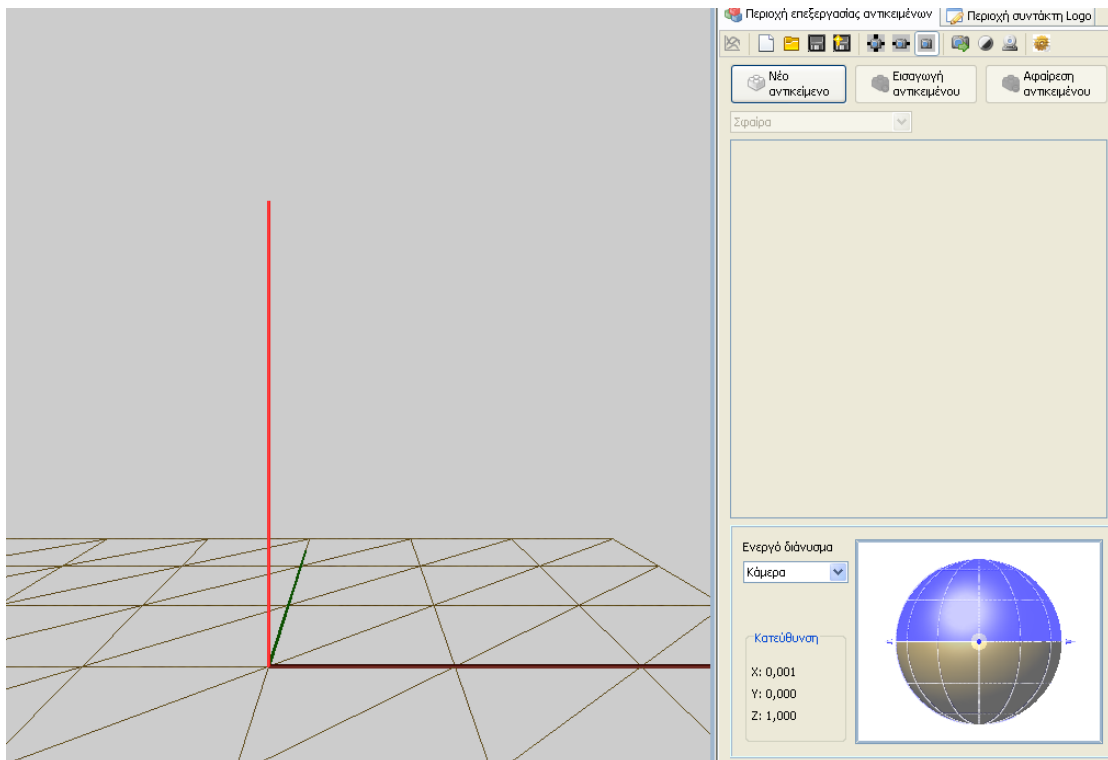 Περιοχή επεξεργασίας αντικειμένων
Περιοχή συντάκτη Logo
Νέο
αντικείμενο
Εισαγωγή
αντικειμένου
Αφαίρεση
αντικειμένου
Σφαίρα
Ενεργό διάνυσμα
Κάμερα
Κατεύθυνση
X: 0,001
Y: 0,000
Z: 1,000